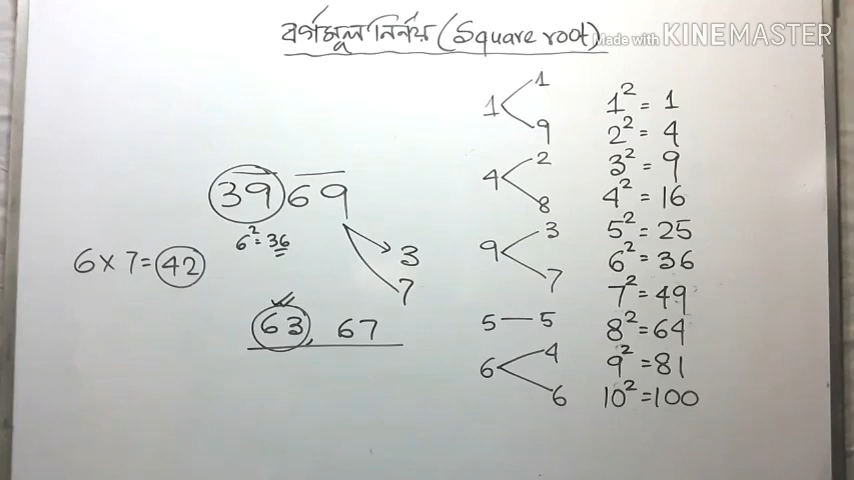 বর্গমূল নির্নয় (Square root)
Made with KINEMASTER
3969
6² = 36
3
7
6 x 7 = 42
63, 67
1 1
9
4 2
8
9 3
7
5 — 5
6 4
6
1² = 1
2² = 4
3² = 9
4² = 16
5² = 25
6² = 36
7² = 49
8² = 64
9² = 81
10² = 100